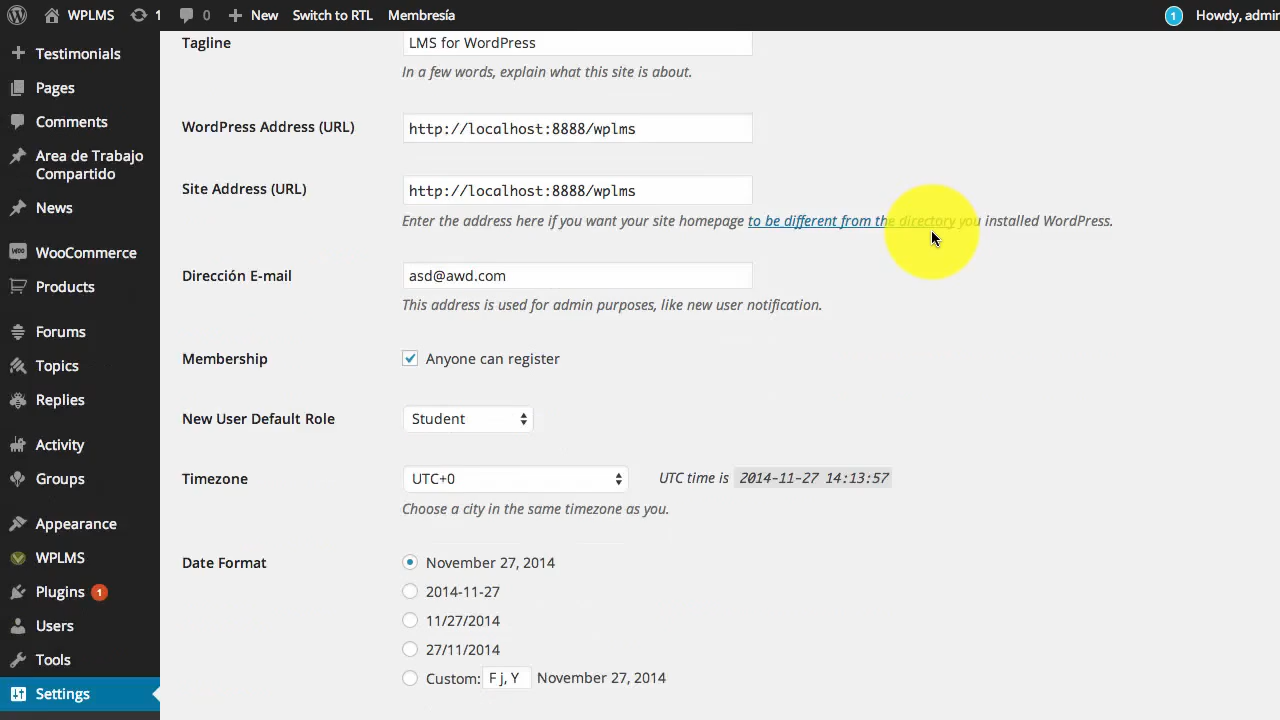 WPLMS 1 0 New Switch to RTL Membresía 1 Howdy, admin
Testimonials
Pages
Comments
Area de Trabajo
Compartido
News
WooCommerce
Products
Forums
Topics
Replies
Activity
Groups
Appearance
WPLMS
Plugins 1
Users
Tools
Settings
Tagline LMS for WordPress
In a few words, explain what this site is about.
WordPress Address (URL) http://localhost:8888/wplms
Site Address (URL) http://localhost:8888/wplms
Enter the address here if you want your site homepage to be different from the directory you installed WordPress.
Dirección E-mail asd@awd.com
This address is used for admin purposes, like new user notification.
Membership Anyone can register
New User Default Role Student
Timezone UTC+0 UTC time is 2014-11-27 14:13:57
Choose a city in the same timezone as you.
Date Format November 27, 2014
2014-11-27
11/27/2014
27/11/2014
Custom: F j, Y November 27, 2014